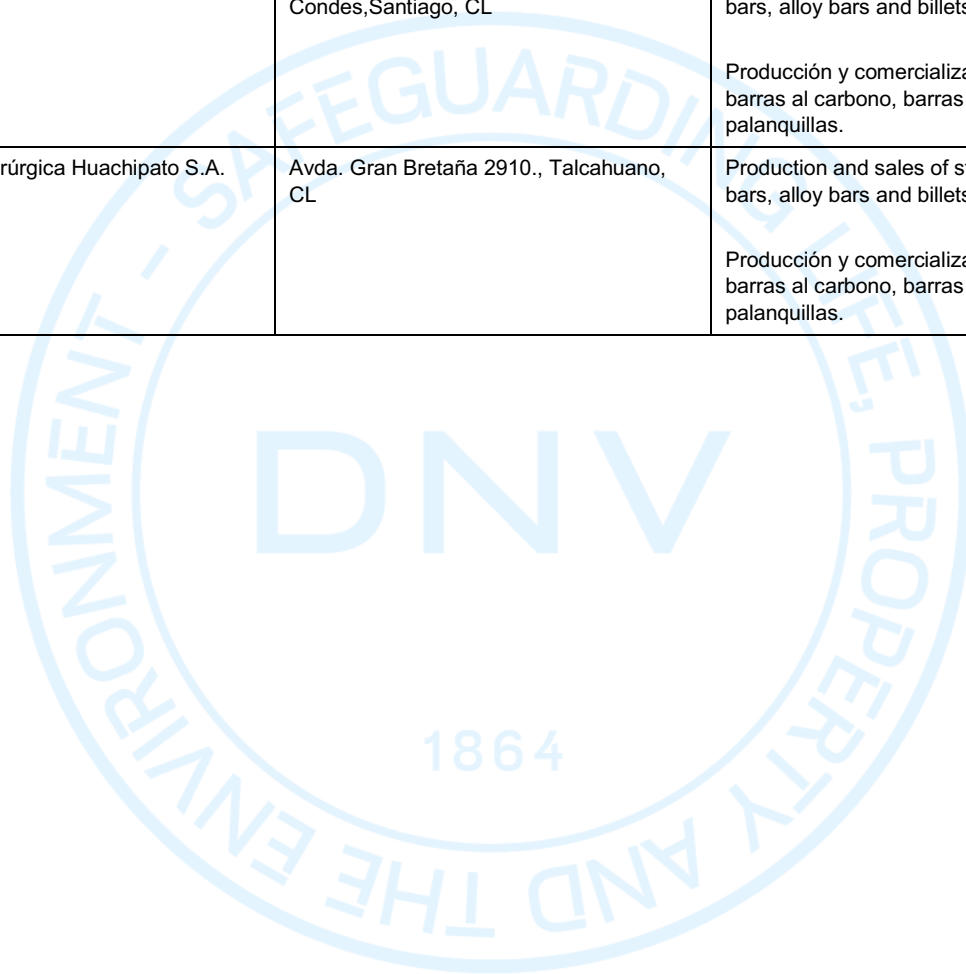 Condes,Santiago, CL
bars, alloy bars and billets
Producción y comercializa
barras al carbono, barras
palanquillas.
rúrgica Huachipato S.A.
Avda. Gran Bretaña 2910., Talcahuano,
CL
Production and sales of st
bars, alloy bars and billets
Producción y comercializa
barras al carbono, barras
palanquillas.
SAFEGUARDING LIFE, PROPERTY AND THE ENVIRONMENT -
DNV
1864